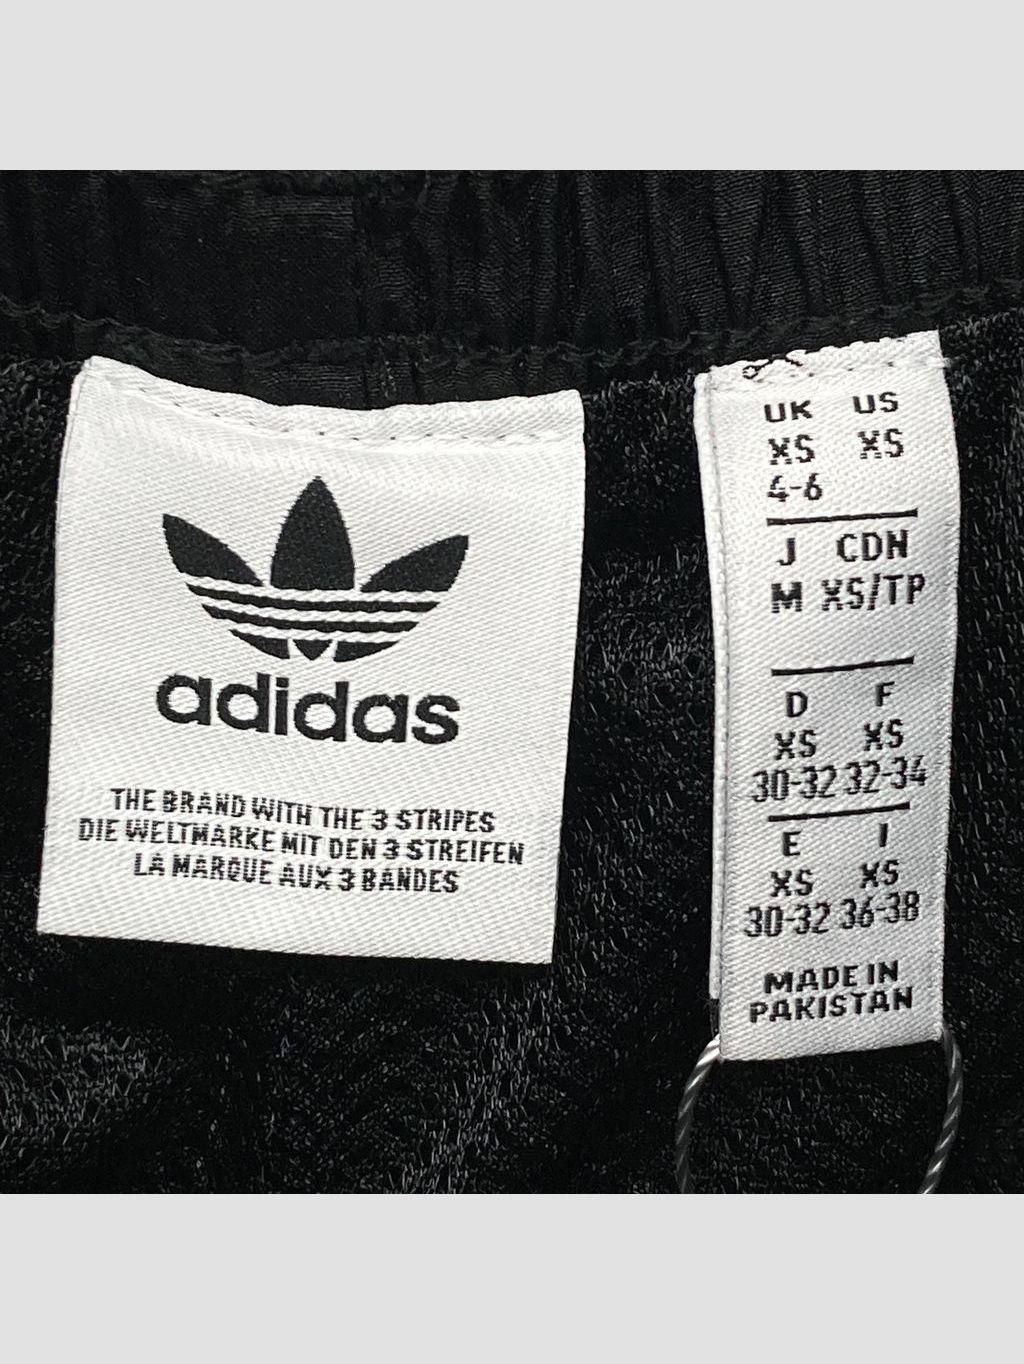 adidas
THE BRAND WITH THE 3 STRIPES
DIE WELTMARKE MIT DEN 3 STREIFEN
LA MARQUE AUX 3 BANDES
UK US
XS XS
4-6
J CDN
M XS/TP
D F
XS XS
30-32 32-34
E I
XS XS
30-32 36-38
MADE IN
PAKISTAN